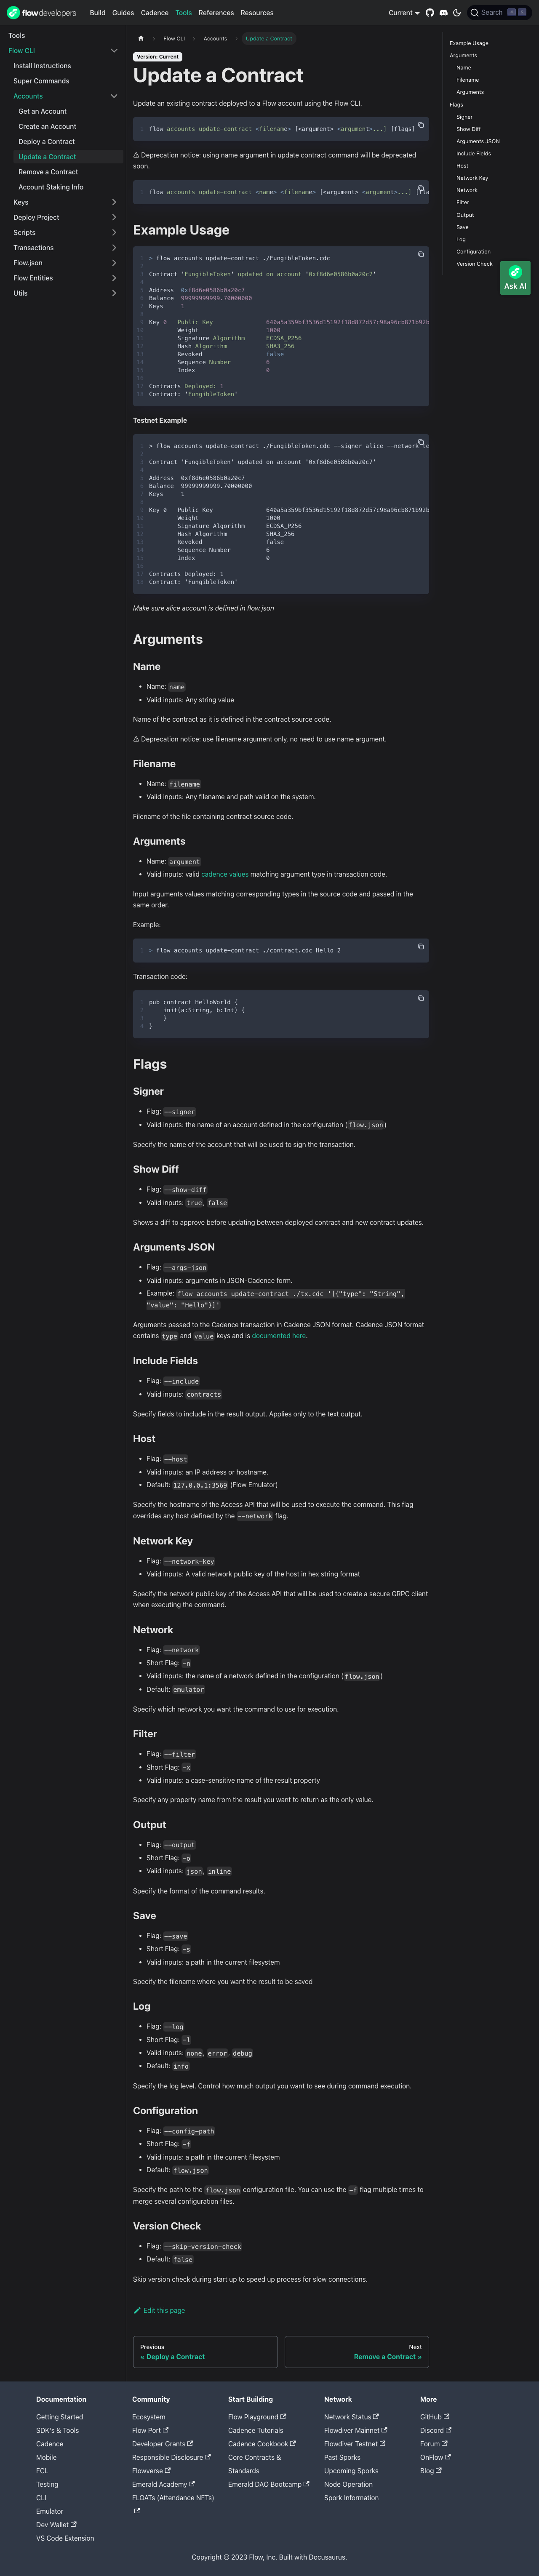 flow developers
Build Guides Cadence Tools References Resources
Current
Search
Tools
Flow CLI
Install Instructions
Super Commands
Accounts
Get an Account
Create an Account
Deploy a Contract
Update a Contract
Remove a Contract
Account Staking Info
Keys
Deploy Project
Scripts
Transactions
Flow.json
Flow Entities
Utils
Flow CLI
Accounts
Update a Contract
Version: Current
Update a Contract
Update an existing contract deployed to a Flow account using the Flow CLI.
1 flow accounts update-contract <filename> [<argument> <argument>...] [flags]
⚠ Deprecation notice: using name argument in update contract command will be deprecated
soon.
1 flow accounts update-contract <name> <filename> [<argument> <argument>...] [fla
Example Usage
> flow accounts update-contract ./FungibleToken.cdc
Contract 'FungibleToken' updated on account '0xf8d6e0586b0a20c7'
Address 0xf8d6e0586b0a20c7
Balance 99999999999.70000000
Keys 1
Key 0 Public Key 640a5a359bf3536d15192f18d872d57c98a96cb871b92b
Weight 1000
Signature Algorithm ECDSA_P256
Hash Algorithm SHA3_256
Revoked false
Sequence Number 6
Index 0
Contracts Deployed: 1
Contract: 'FungibleToken'
Testnet Example
> flow accounts update-contract ./FungibleToken.cdc --signer alice --network te
Contract 'FungibleToken' updated on account '0xf8d6e0586b0a20c7'
Address 0xf8d6e0586b0a20c7
Balance 99999999999.70000000
Keys 1
Key 0 Public Key 640a5a359bf3536d15192f18d872d57c98a96cb871b92b
Weight 1000
Signature Algorithm ECDSA_P256
Hash Algorithm SHA3_256
Revoked false
Sequence Number 6
Index 0
Contracts Deployed: 1
Contract: 'FungibleToken'
Make sure alice account is defined in flow.json
Arguments
Name
Name: name
Valid inputs: Any string value
Name of the contract as it is defined in the contract source code.
⚠ Deprecation notice: use filename argument only, no need to use name argument.
Filename
Name: filename
Valid inputs: Any filename and path valid on the system.
Filename of the file containing contract source code.
Arguments
Name: argument
Valid inputs: valid cadence values matching argument type in transaction code.
Input arguments values matching corresponding types in the source code and passed in the
same order.
Example:
1 > flow accounts update-contract ./contract.cdc Hello 2
Transaction code:
1 pub contract HelloWorld {
2 init(a:String, b:Int) {
3 }
4 }
Flags
Signer
Flag: --signer
Valid inputs: the name of an account defined in the configuration (flow.json)
Specify the name of the account that will be used to sign the transaction.
Show Diff
Flag: --show-diff
Valid inputs: true, false
Shows a diff to approve before updating between deployed contract and new contract updates.
Arguments JSON
Flag: --args-json
Valid inputs: arguments in JSON-Cadence form.
Example: flow accounts update-contract ./tx.cdc '[{"type": "String",
"value": "Hello"}]'
Arguments passed to the Cadence transaction in Cadence JSON format. Cadence JSON format
contains type and value keys and is documented here.
Include Fields
Flag: --include
Valid inputs: contracts
Specify fields to include in the result output. Applies only to the text output.
Host
Flag: --host
Valid inputs: an IP address or hostname.
Default: 127.0.0.1:3569 (Flow Emulator)
Specify the hostname of the Access API that will be used to execute the command. This flag
overrides any host defined by the --network flag.
Network Key
Flag: --network-key
Valid inputs: A valid network public key of the host in hex string format
Specify the network public key of the Access API that will be used to create a secure GRPC client
when executing the command.
Network
Flag: --network
Short Flag: -n
Valid inputs: the name of a network defined in the configuration (flow.json)
Default: emulator
Specify which network you want the command to use for execution.
Filter
Flag: --filter
Short Flag: -x
Valid inputs: a case-sensitive name of the result property
Specify any property name from the result you want to return as the only value.
Output
Flag: --output
Short Flag: -o
Valid inputs: json, inline
Specify the format of the command results.
Save
Flag: --save
Short Flag: -s
Valid inputs: a path in the current filesystem
Specify the filename where you want the result to be saved
Log
Flag: --log
Short Flag: -l
Valid inputs: none, error, debug
Default: info
Specify the log level. Control how much output you want to see during command execution.
Configuration
Flag: --config-path
Short Flag: -f
Valid inputs: a path in the current filesystem
Default: flow.json
Specify the path to the flow.json configuration file. You can use the -f flag multiple times to
merge several configuration files.
Version Check
Flag: --skip-version-check
Default: false
Skip version check during start up to speed up process for slow connections.
Edit this page
Previous
« Deploy a Contract
Next
Remove a Contract »
Example Usage
Arguments
Name
Filename
Arguments
Flags
Signer
Show Diff
Arguments JSON
Include Fields
Host
Network Key
Network
Filter
Output
Save
Log
Configuration
Version Check
Ask AI
Documentation
Getting Started
SDK's & Tools
Cadence
Mobile
FCL
Testing
CLI
Emulator
Dev Wallet
VS Code Extension
Community
Ecosystem
Flow Port
Developer Grants
Responsible Disclosure
Flowverse
Emerald Academy
FLOATs (Attendance NFTs)
Start Building
Flow Playground
Cadence Tutorials
Cadence Cookbook
Core Contracts &
Standards
Emerald DAO Bootcamp
Network
Network Status
Flowdiver Mainnet
Flowdiver Testnet
Past Sporks
Upcoming Sporks
Node Operation
Spork Information
More
GitHub
Discord
Forum
OnFlow
Blog
Copyright © 2023 Flow, Inc. Built with Docusaurus.